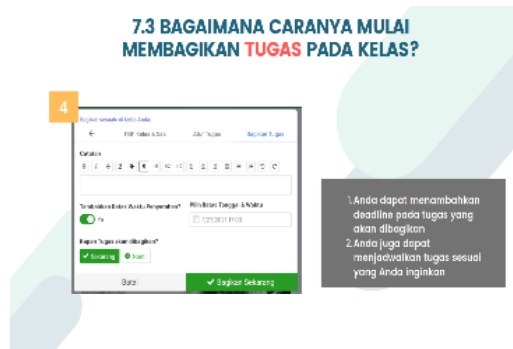 7.3 BAGAIMANA CARANYA MULAI
MEMBAGIKAN TUGAS PADA KELAS?
4
Bagikan sesuatu di kelas Anda
Pilih Kelas & Sesi
Atur Tugas
Bagikan Tugas
Catatan
Tambahkan Batas Waktu Penyerahan?
Pilih Batas Tanggal & Waktu
Ya
Kapan Tugas akan dibagikan?
Sekarang
Nanti
Batal
Bagikan Sekarang
1.Anda dapat menambahkan
deadline pada tugas yang
akan dibagikan
2.Anda juga dapat
menjadwalkan tugas sesuai
yang Anda inginkan